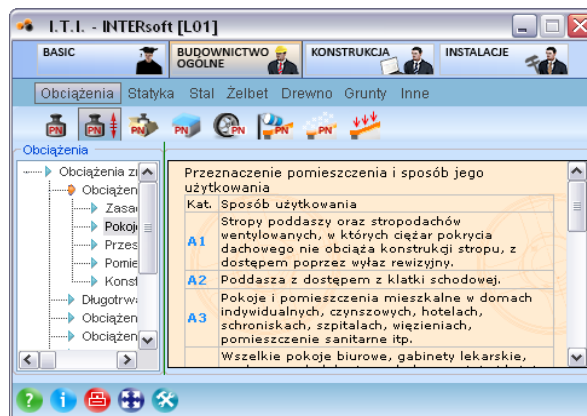 I.T.I. - INTERsoft [L01]
BASIC
BUDOWNICTWO
OGÓLNE
KONSTRUKCJA
INSTALACJE
Obciążenia Statyka Stal Żelbet Drewno Grunty Inne
PN PN PN PN PN PN PN
Obciążenia
Obciążenia
Obciążen
Zasa
Pokoj
Przes
Pomie
Konst
Długotrwa
Obciążen
Obciążen
Przeznaczenie pomieszczenia i sposób jego
użytkowania
Kat. Sposób użytkowania
A1 Stropy poddaszy oraz stropodachów
wentylowanych, w których ciężar pokrycia
dachowego nie obciąża konstrukcji stropu, z
dostępem poprzez wyłaz rewizyjny.
A2 Poddasza z dostępem z klatki schodowej.
A3 Pokoje i pomieszczenia mieszkalne w domach
indywidualnych, czynszowych, hotelach,
schroniskach, szpitalach, więzieniach,
pomieszczenie sanitarne itp.
Wszelkie pokoje biurowe, gabinety lekarskie,